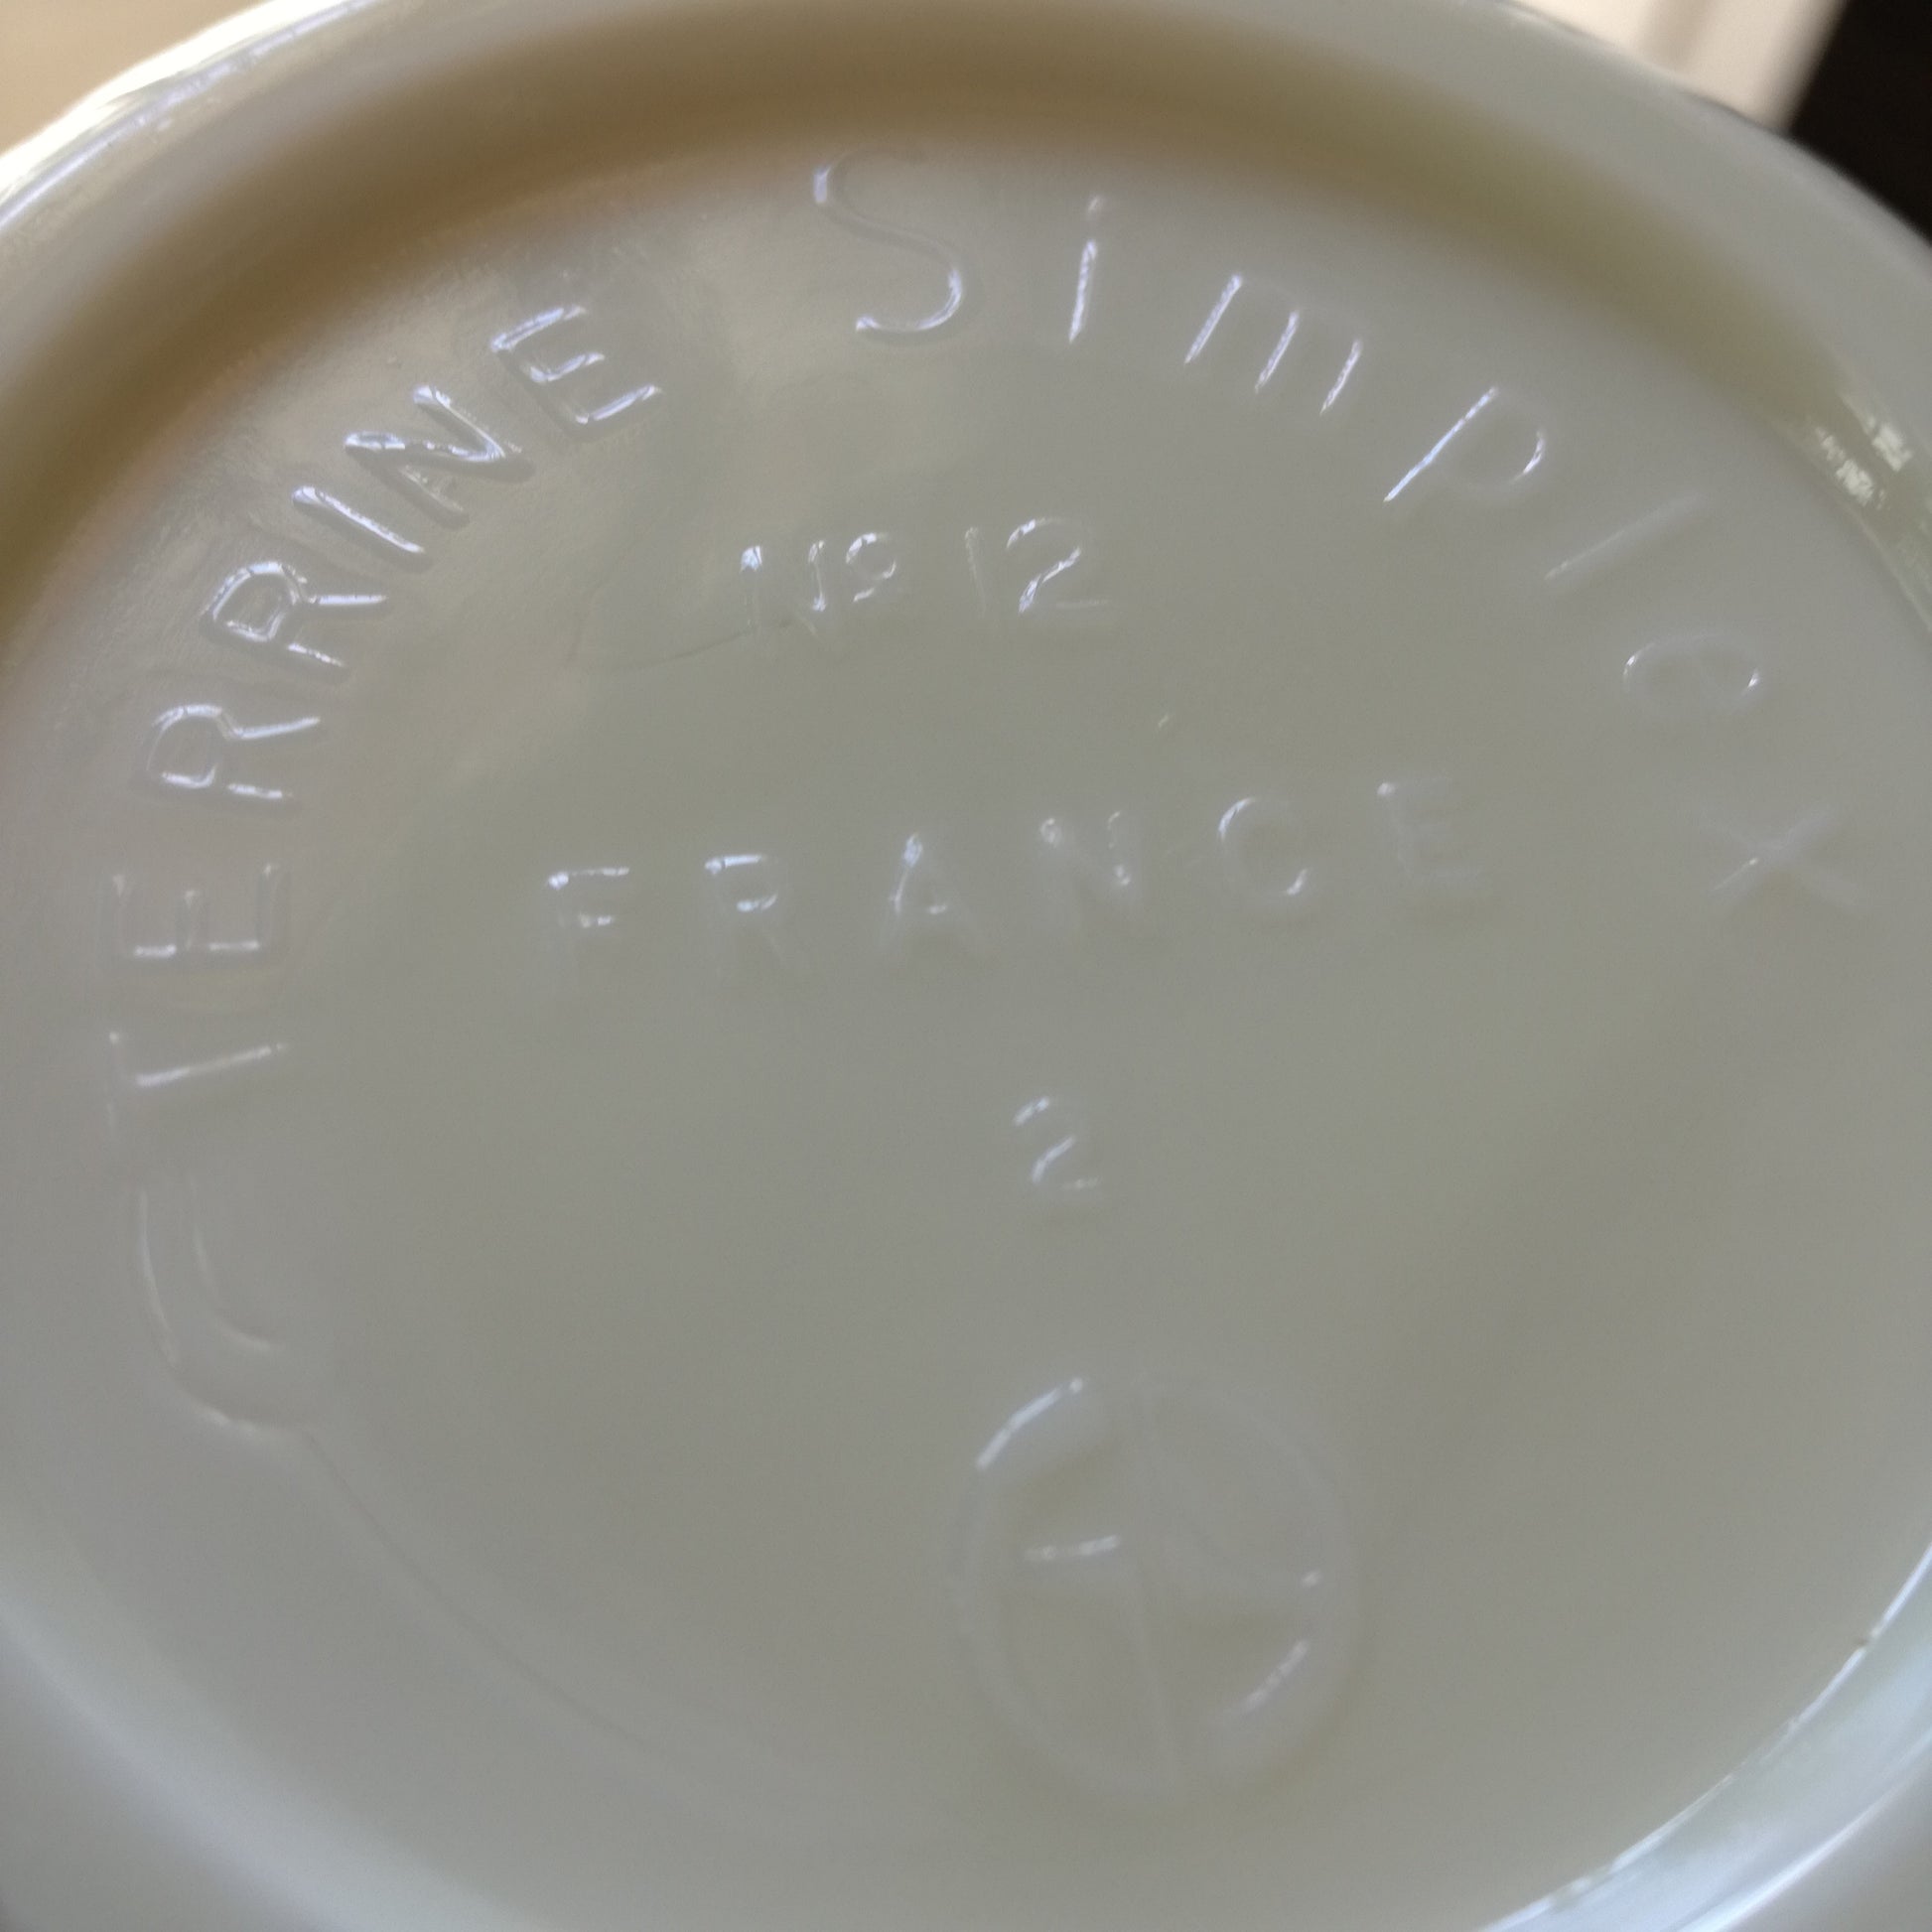 TERRINE Simplex
No 12
FRANCE
2